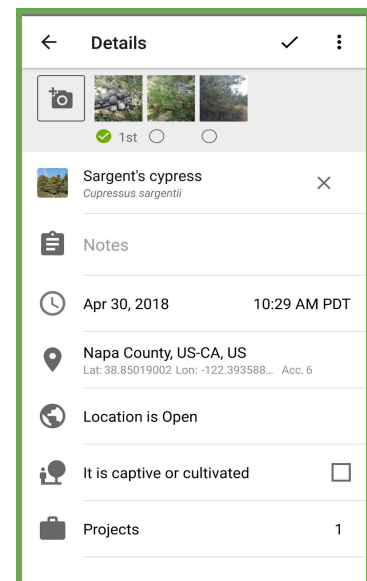 Details
1st
Sargent's cypress
Cupressus sargentii
Notes
Apr 30, 2018 10:29 AM PDT
Napa County, US-CA, US
Lat: 38.85019002 Lon: -122.393588... Acc. 6
Location is Open
It is captive or cultivated
Projects 1